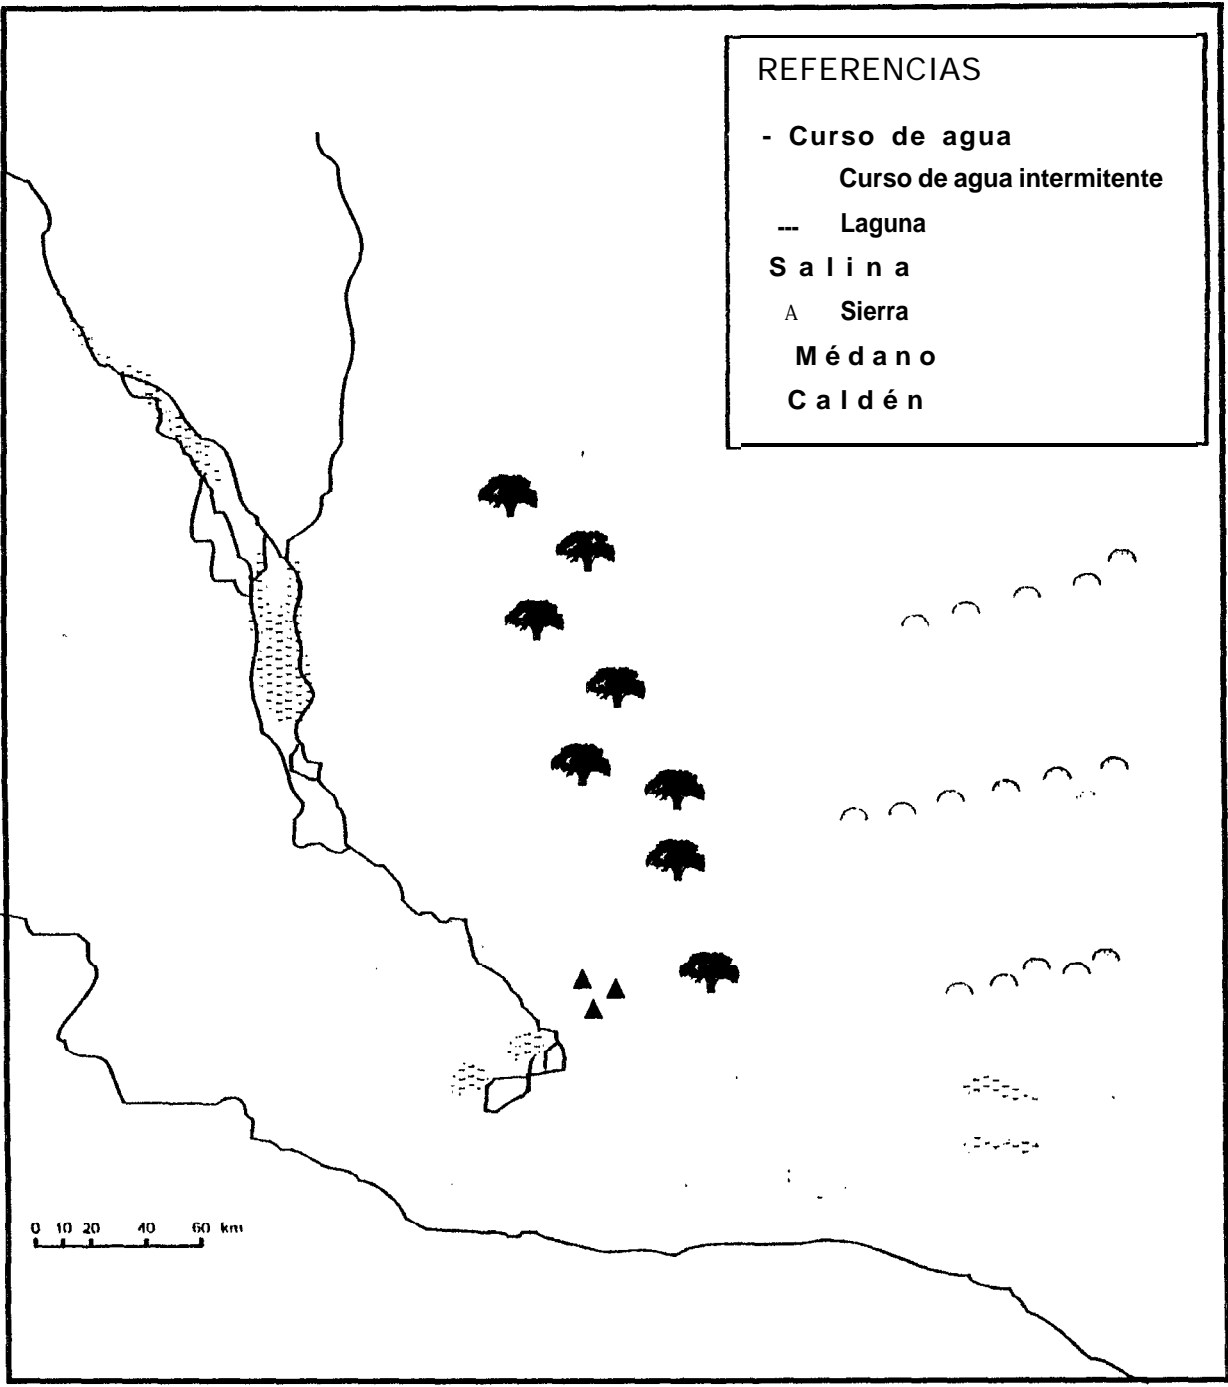 REFERENCIAS
- Curso de agua
Curso de agua intermitente
--- Laguna
Salina
A Sierra
Médano
Caldén
0 10 20 40 60 km